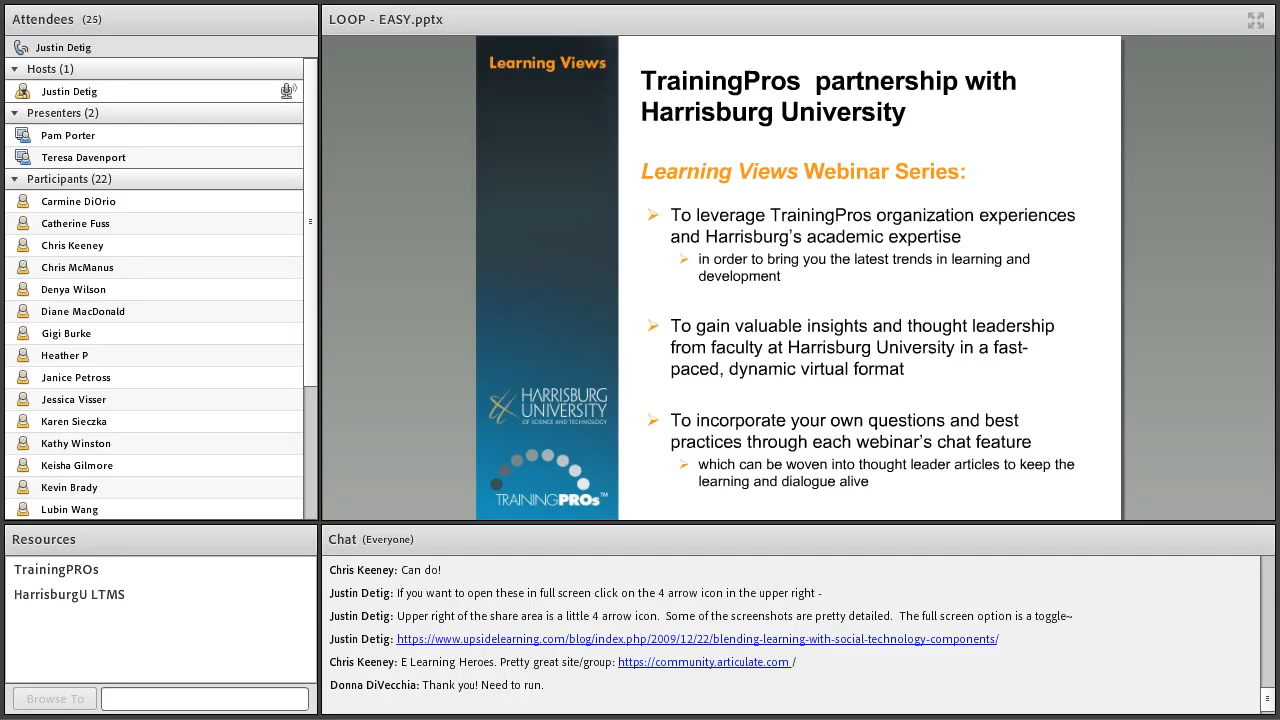 Attendees (25)
Justin Detig
Hosts (1)
Justin Detig
Presenters (2)
Pam Porter
Teresa Davenport
Participants (22)
Carmine DiOrio
Catherine Fuss
Chris Keeney
Chris McManus
Denya Wilson
Diane MacDonald
Gigi Burke
Heather P
Janice Petross
Jessica Visser
Karen Sieczka
Kathy Winston
Keisha Gilmore
Kevin Brady
Lubin Wang
LOOP - EASY.pptx
Learning Views
HARRISBURG
UNIVERSITY
OF SCIENCE AND TECHNOLOGY
TRAININGPROs™
TrainingPros  partnership with
Harrisburg University
Learning Views Webinar Series:
To leverage TrainingPros organization experiences
and Harrisburg’s academic expertise
in order to bring you the latest trends in learning and
development
To gain valuable insights and thought leadership
from faculty at Harrisburg University in a fast-
paced, dynamic virtual format
To incorporate your own questions and best
practices through each webinar’s chat feature
which can be woven into thought leader articles to keep the
learning and dialogue alive
Resources
TrainingPROs
HarrisburgU LTMS
Browse To
Chat (Everyone)
Chris Keeney: Can do!
Justin Detig: If you want to open these in full screen click on the 4 arrow icon in the upper right -
Justin Detig: Upper right of the share area is a little 4 arrow icon.  Some of the screenshots are pretty detailed.  The full screen option is a toggle~
Justin Detig: https://www.upsidelearning.com/blog/index.php/2009/12/22/blending-learning-with-social-technology-components/
Chris Keeney: E Learning Heroes. Pretty great site/group: https://community.articulate.com /
Donna DiVecchia: Thank you! Need to run.